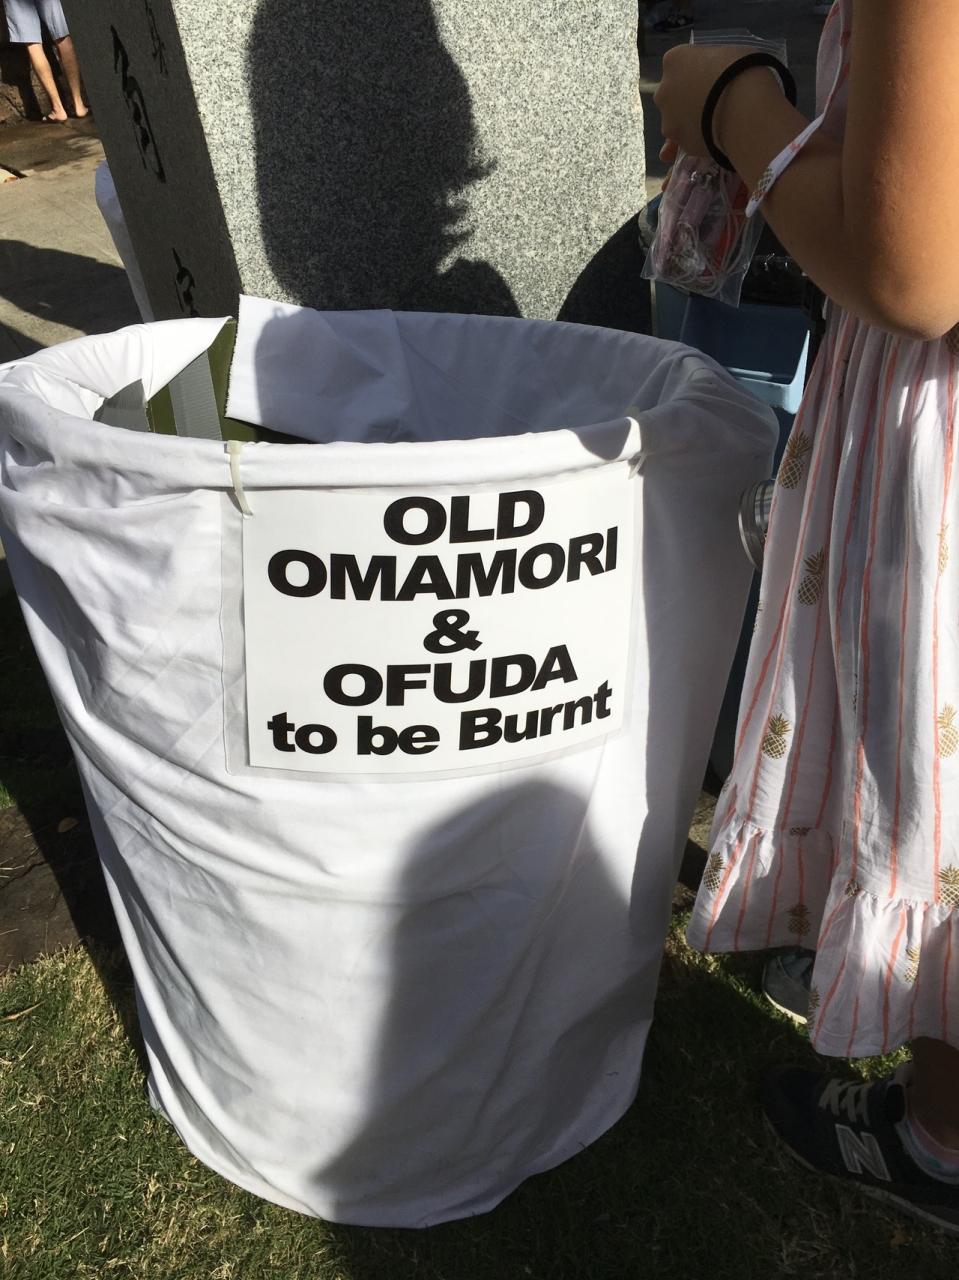 OLD
OMAMORI
&
OFUDA
to be Burnt
N